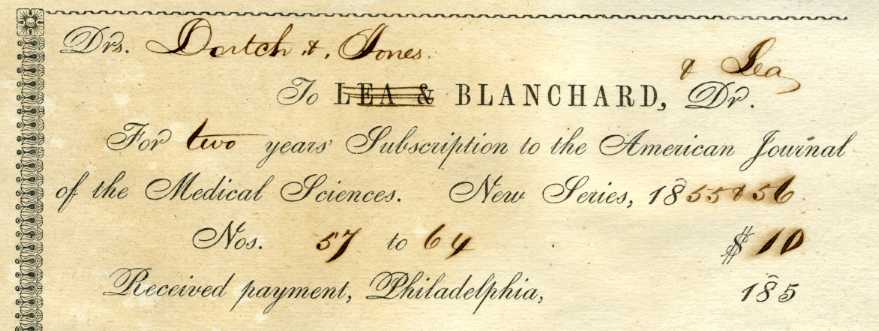 Drs. Dortch &. Jones.
& Lea
To LEA & BLANCHARD, Dr.
For two years' Subscription to the American Journal
of the Medical Sciences. New Series, 1855 & 56
Nos. 57 to 64 $ 10
Received payment, Philadelphia, 185